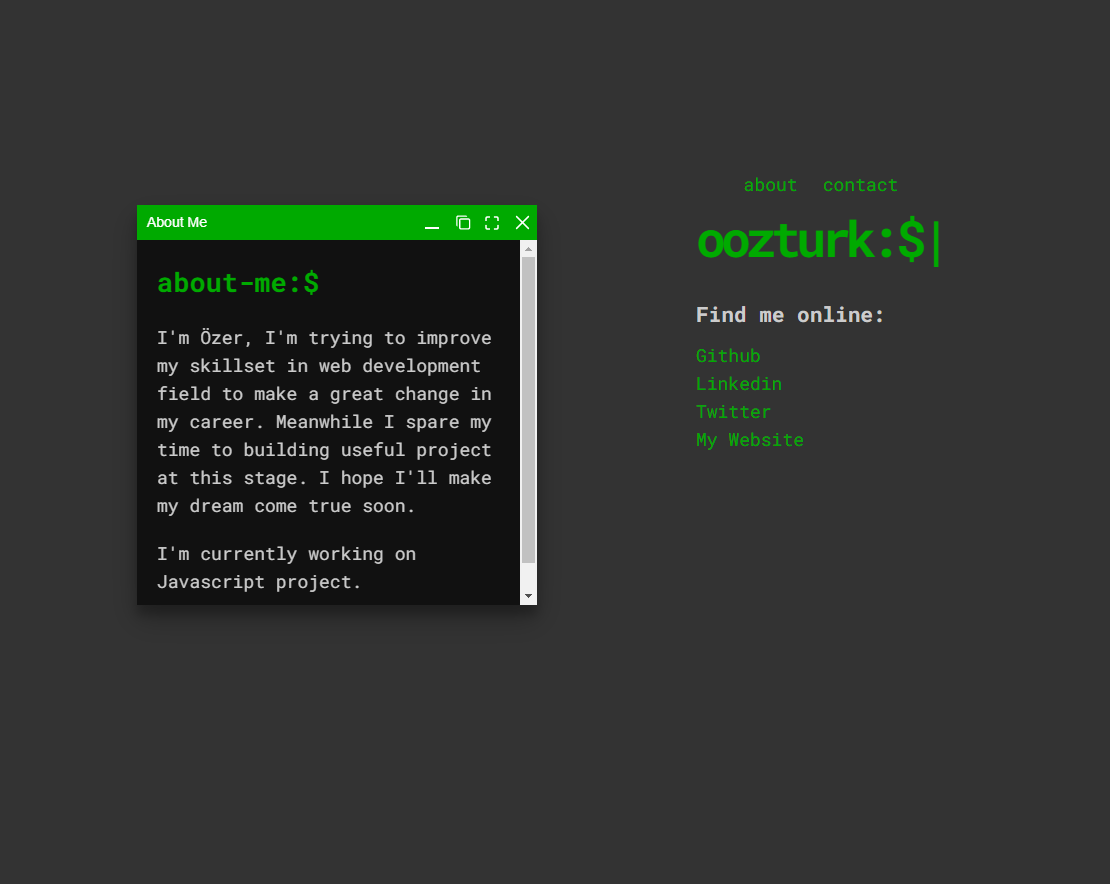 About Me
about-me:$
I'm Özer, I'm trying to improve
my skillset in web development
field to make a great change in
my career. Meanwhile I spare my
time to building useful project
at this stage. I hope I'll make
my dream come true soon.
I'm currently working on
Javascript project.
about contact
oozturk:$|
Find me online:
Github
Linkedin
Twitter
My Website